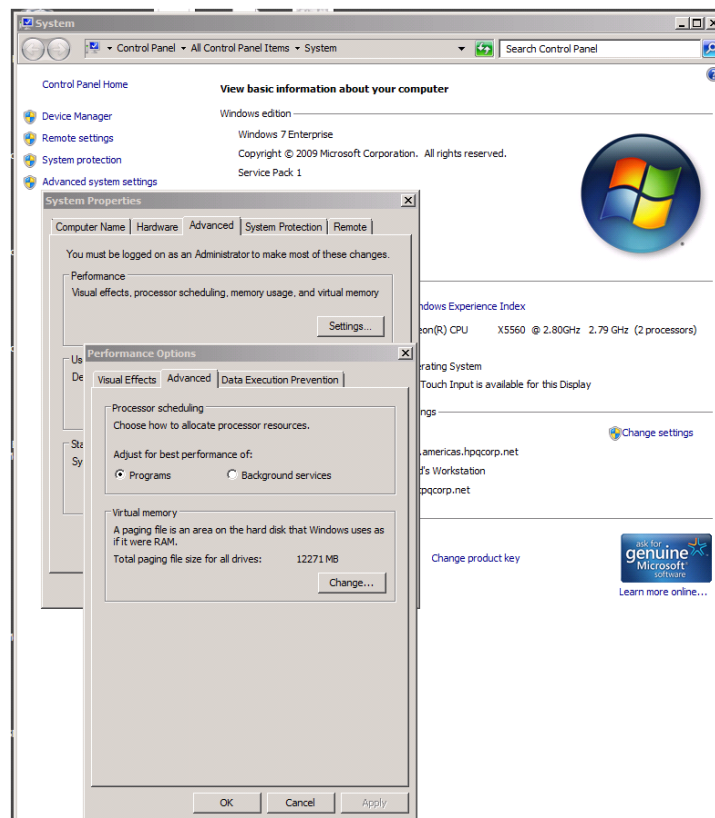 System
Control Panel All Control Panel Items System
Search Control Panel
Control Panel Home
Device Manager
Remote settings
System protection
Advanced system settings
View basic information about your computer
Windows edition
Windows 7 Enterprise
Copyright © 2009 Microsoft Corporation. All rights reserved.
Service Pack 1
System Properties
Computer Name Hardware Advanced System Protection Remote
You must be logged on as an Administrator to make most of these changes.
Performance
Visual effects, processor scheduling, memory usage, and virtual memory
Settings...
Us
De
Sta
Sy
ndows Experience Index
eon(R) CPU X5560 @ 2.80GHz 2.79 GHz (2 processors)
erating System
Touch Input is available for this Display
ngs
Change settings
.americas.hpqcorp.net
d's Workstation
pqcorp.net
Change product key
ask for
genuine
Microsoft
software
Learn more online...
Performance Options
Visual Effects Advanced Data Execution Prevention
Processor scheduling
Choose how to allocate processor resources.
Adjust for best performance of:
Programs Background services
Virtual memory
A paging file is an area on the hard disk that Windows uses as
if it were RAM.
Total paging file size for all drives: 12271 MB
Change...
OK Cancel Apply